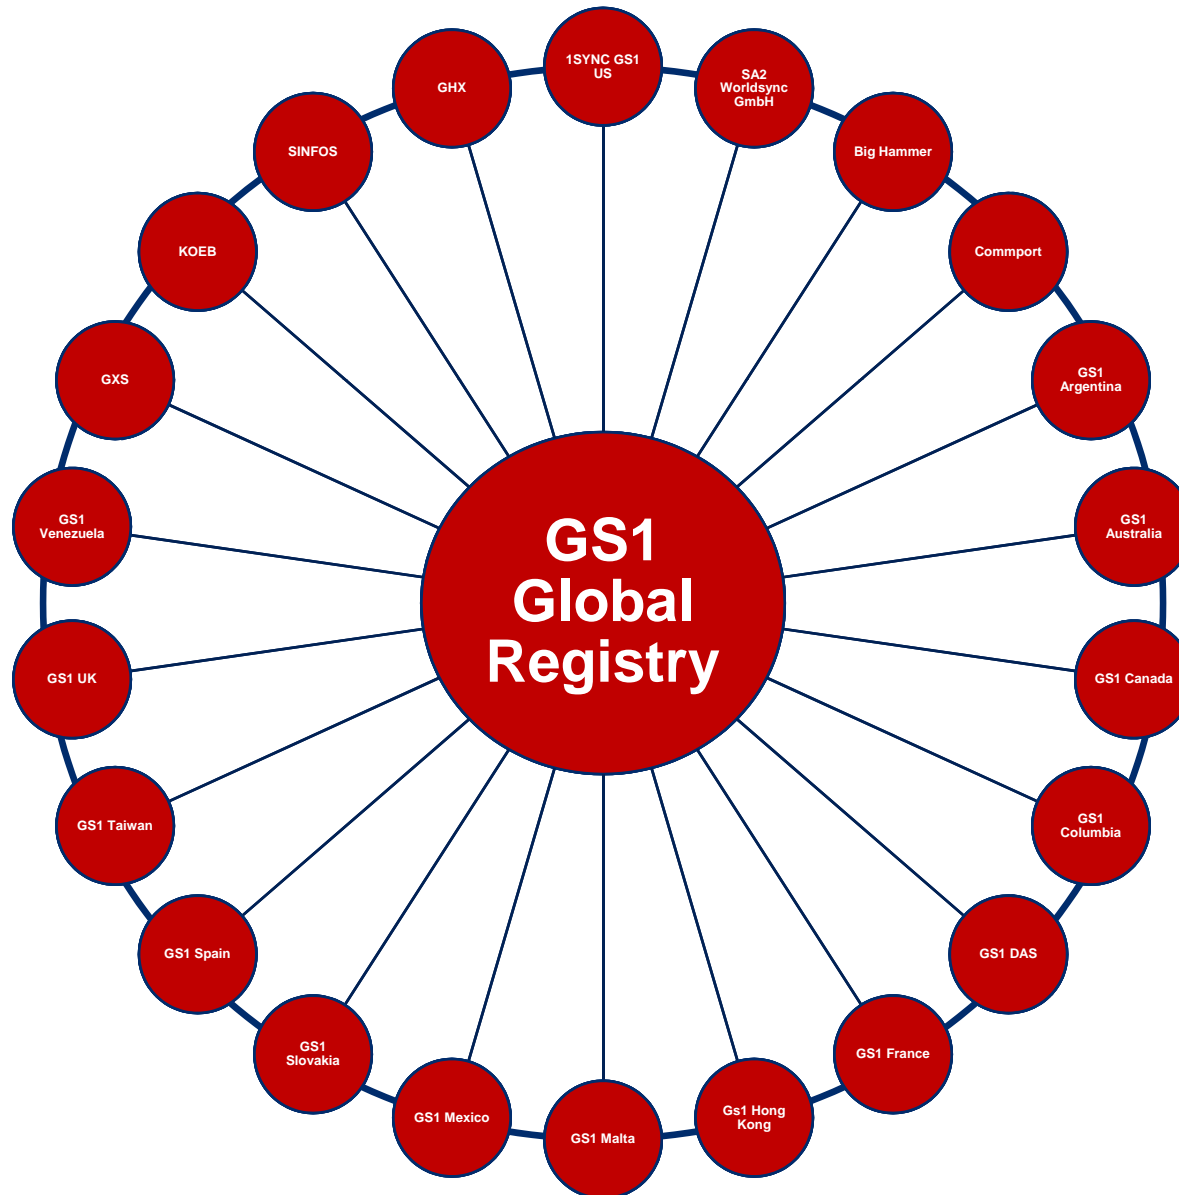 1SYNC GS1
US
SA2
Worldsync
GmbH
Big Hammer
Commport
GS1
Argentina
GS1
Australia
GS1 Canada
GS1
Columbia
GS1 DAS
GS1 France
Gs1 Hong
Kong
GS1 Malta
GS1 Mexico
GS1
Slovakia
GS1 Spain
GS1 Taiwan
GS1 UK
GS1
Venezuela
GXS
KOEB
SINFOS
GHX
GS1
Global
Registry